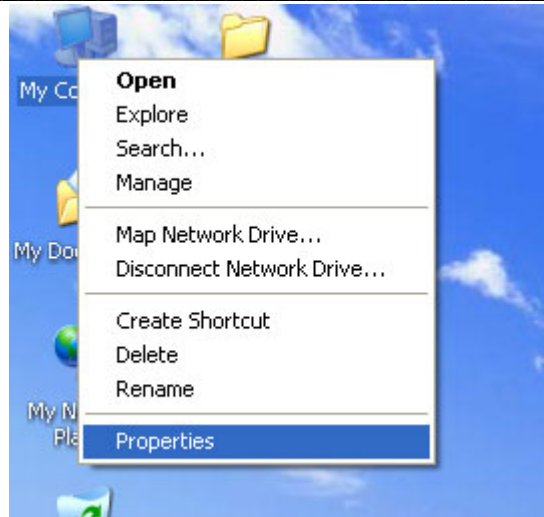 My Co
Open
Explore
Search...
Manage
Map Network Drive...
My Do
Disconnect Network Drive...
Create Shortcut
Delete
Rename
My N
Pla
Properties